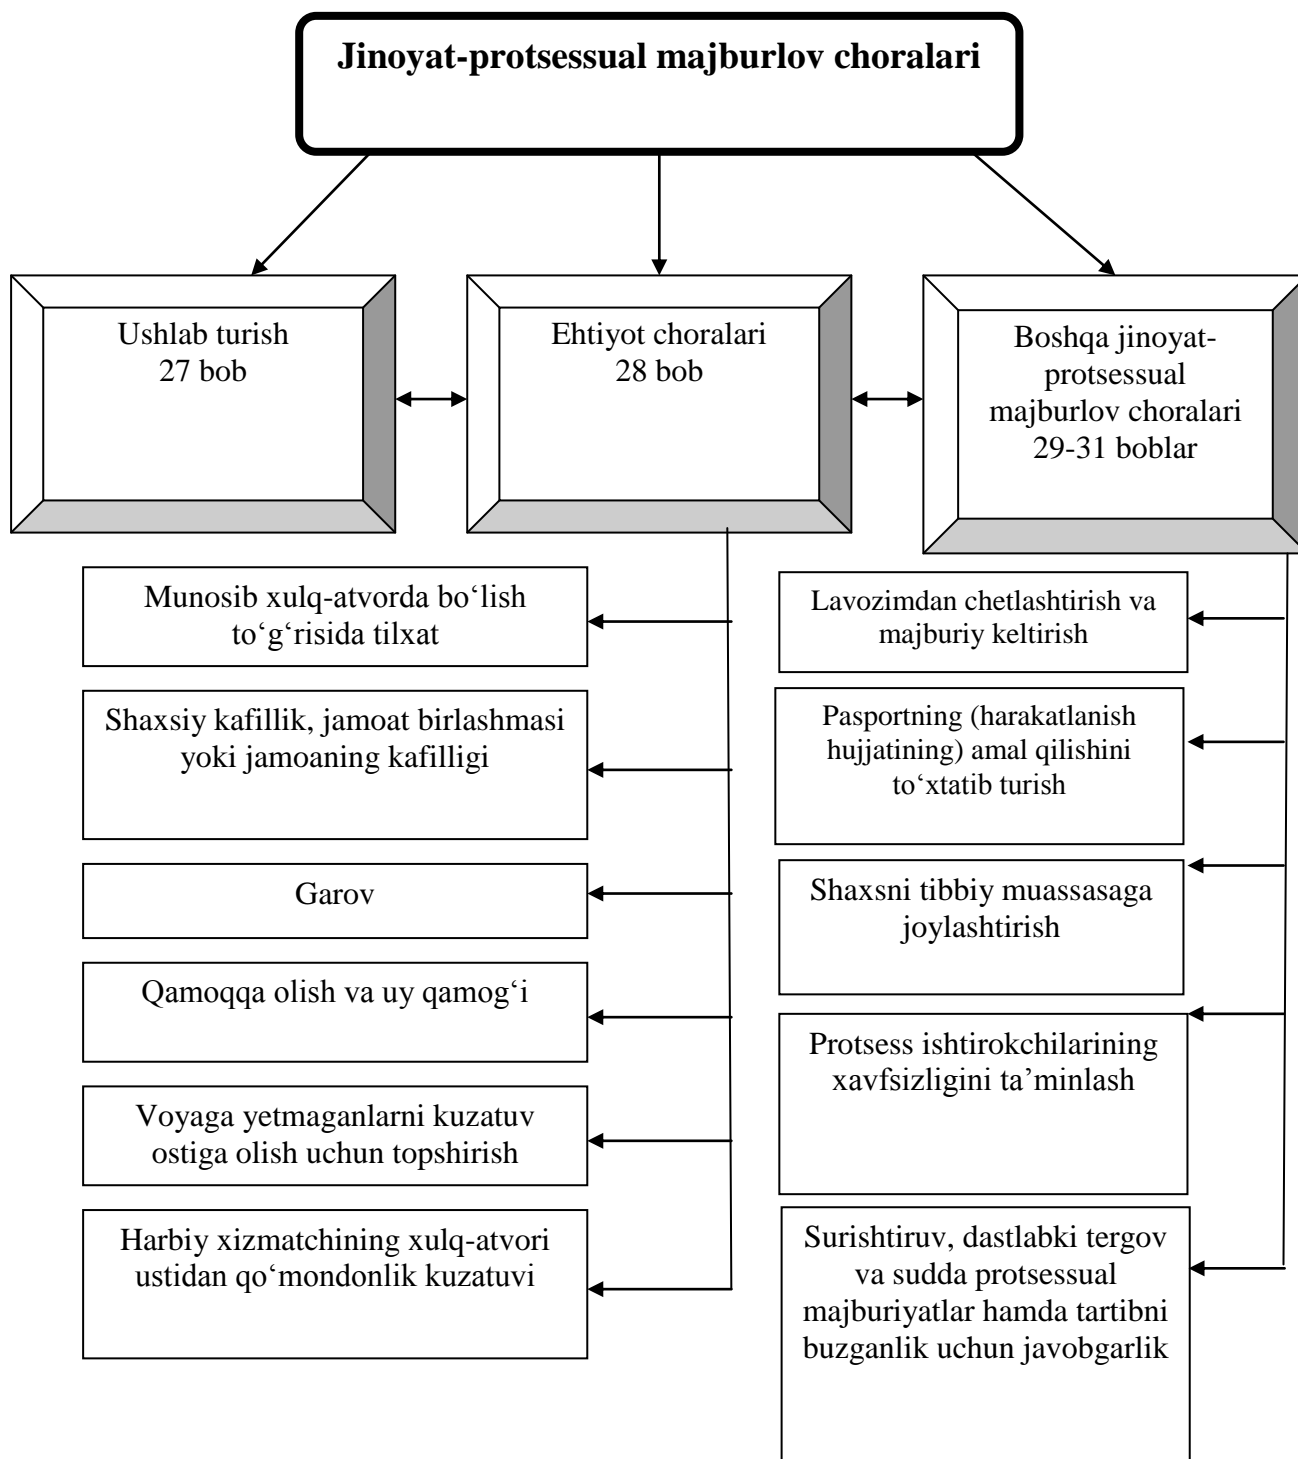 Jinoyat-protsessual majburlov choralari
Ushlab turish
27 bob
Ehtiyot choralari
28 bob
Boshqa jinoyat-
protsessual
majburlov choralari
29-31 boblar
Munosib xulq-atvorda bo‘lish
to‘g‘risida tilxat
Shaxsiy kafillik, jamoat birlashmasi
yoki jamoaning kafilligi
Garov
Qamoqqa olish va uy qamog‘i
Voyaga yetmaganlarni kuzatuv
ostiga olish uchun topshirish
Harbiy xizmatchining xulq-atvori
ustidan qo‘mondonlik kuzatuvi
Lavozimdan chetlashtirish va
majburiy keltirish
Pasportning (harakatlanish
hujjatining) amal qilishini
to‘xtatib turish
Shaxsni tibbiy muassasaga
joylashtirish
Protsess ishtirokchilarining
xavfsizligini ta’minlash
Surishtiruv, dastlabki tergov
va sudda protsessual
majburiyatlar hamda tartibni
buzganlik uchun javobgarlik